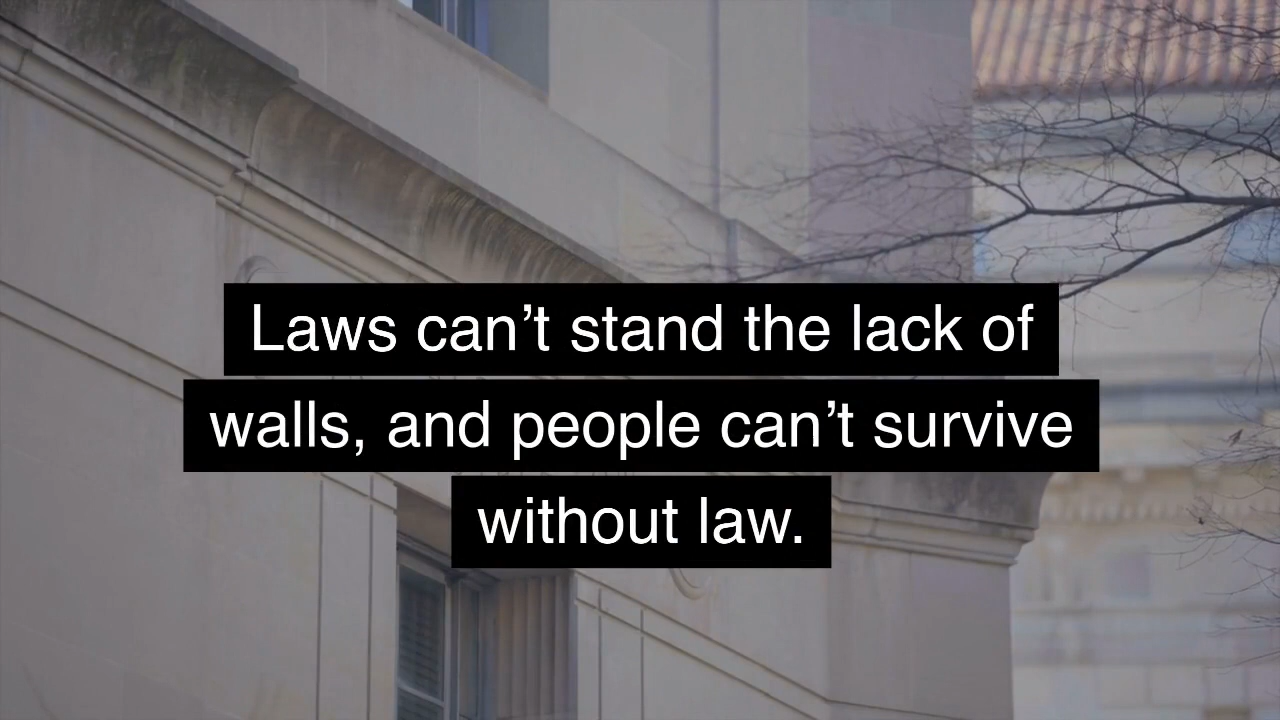 Laws can’t stand the lack of
walls, and people can’t survive
without law.